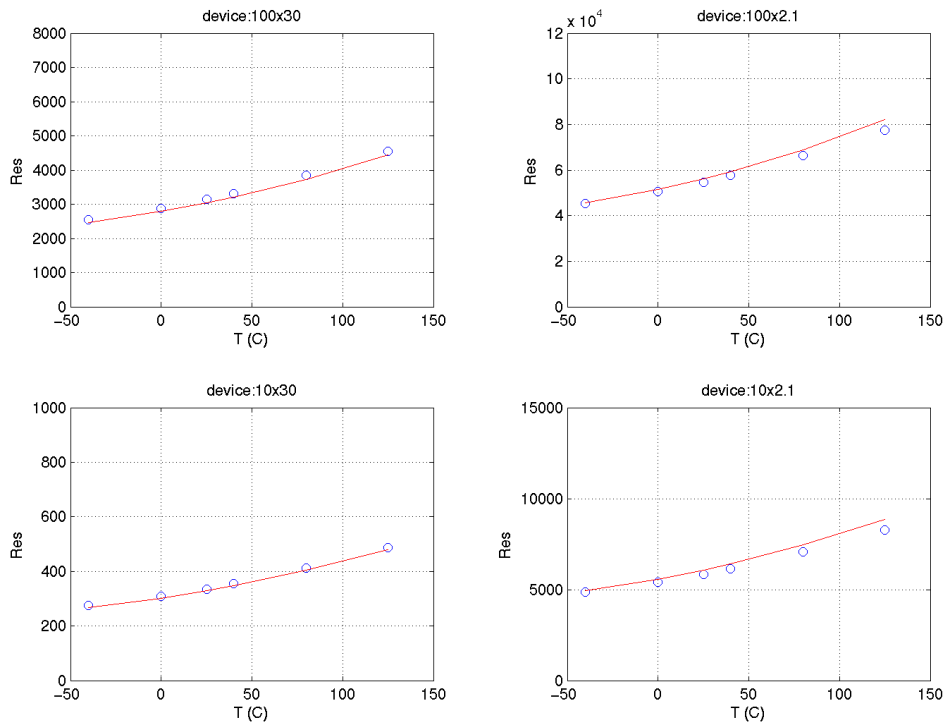 device:100x30
8000
7000
6000
5000
4000
3000
2000
1000
0
Res
−50 0 50 100 150
T (C)
device:100x2.1
x 10^4
12
10
8
6
4
2
0
Res
−50 0 50 100 150
T (C)
device:10x30
1000
800
600
400
200
0
Res
−50 0 50 100 150
T (C)
device:10x2.1
15000
10000
5000
0
Res
−50 0 50 100 150
T (C)